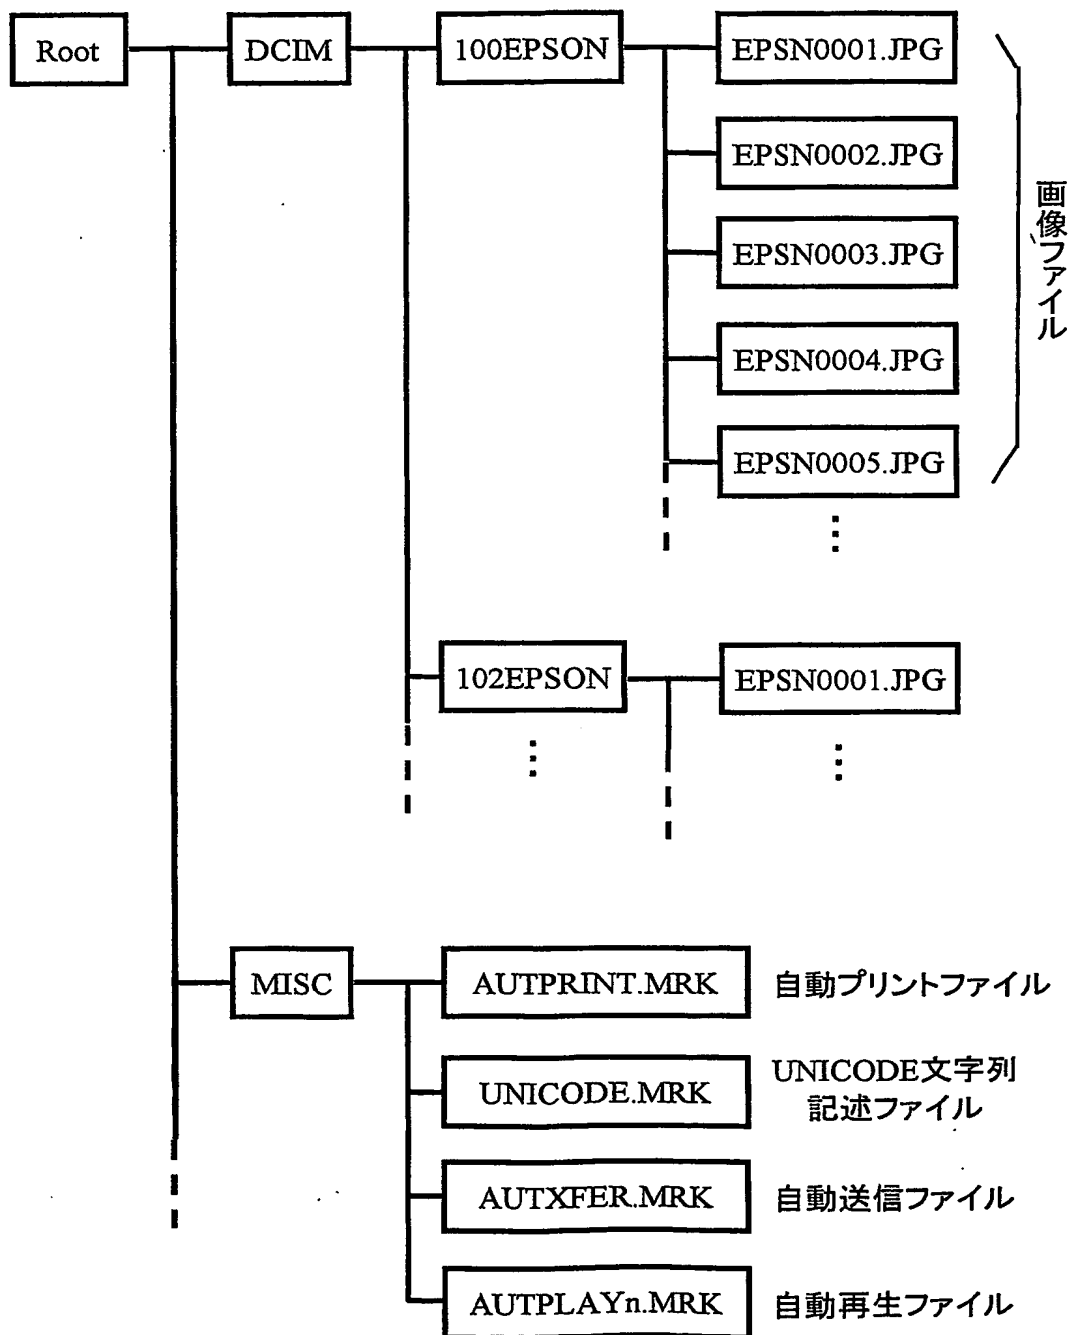 Root
DCIM
100EPSON
EPSN0001.JPG
EPSN0002.JPG
EPSN0003.JPG
EPSN0004.JPG
EPSN0005.JPG
画像ファイル
102EPSON
EPSN0001.JPG
MISC
AUTPRINT.MRK
自動プリントファイル
UNICODE.MRK
UNICODE文字列
記述ファイル
AUTXFER.MRK
自動送信ファイル
AUTPLAYn.MRK
自動再生ファイル